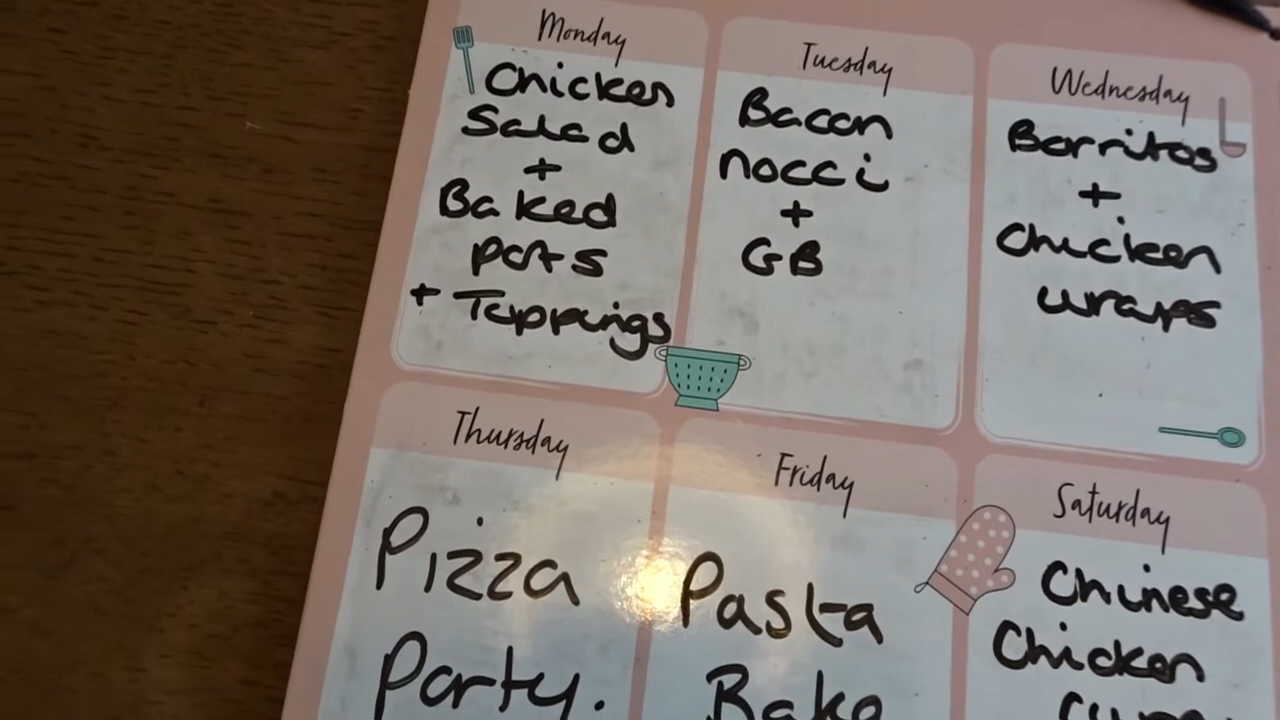 Monday
Chicken
Salad
+
Baked
pots
+ Toppings
Tuesday
Bacon
nocci
+
GB
Wednesday
Borritos
+
Chicken
wraps
Thursday
Pizza
Party.
Friday
Pasta
Bake
Saturday
Chinese
Chicken